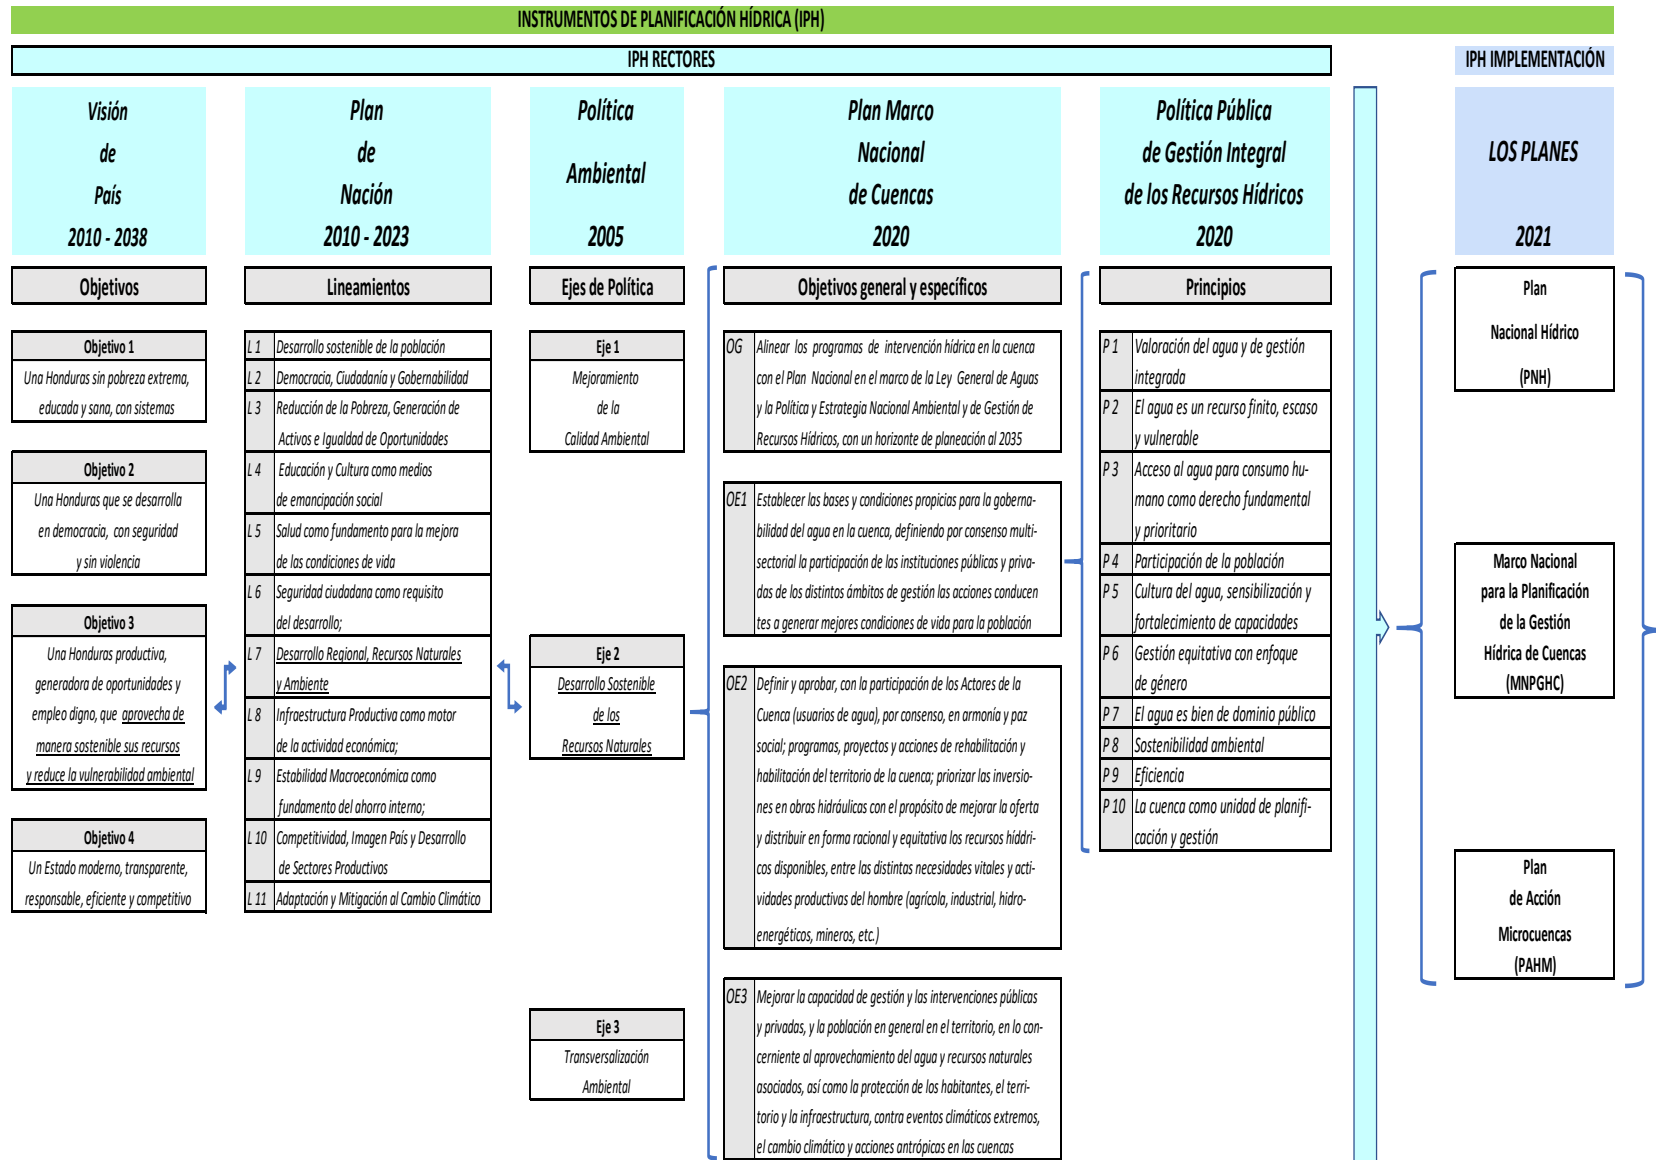 INSTRUMENTOS DE PLANIFICACIÓN HÍDRICA (IPH)
IPH RECTORES
IPH IMPLEMENTACIÓN
Visión
de
País
2010 - 2038
Plan
de
Nación
2010 - 2023
Política
Ambiental
2005
Plan Marco
Nacional
de Cuencas
2020
Política Pública
de Gestión Integral
de los Recursos Hídricos
2020
LOS PLANES
2021
Objetivos
Objetivo 1
Una Honduras sin pobreza extrema,
educada y sana, con sistemas
Objetivo 2
Una Honduras que se desarrolla
en democracia, con seguridad
y sin violencia
Objetivo 3
Una Honduras productiva,
generadora de oportunidades y
empleo digno, que aprovecha de
manera sostenible sus recursos
y reduce la vulnerabilidad ambiental
Objetivo 4
Un Estado moderno, transparente,
responsable, eficiente y competitivo
Lineamientos
L 1 Desarrollo sostenible de la población
L 2 Democracia, Ciudadanía y Gobernabilidad
L 3 Reducción de la Pobreza, Generación de
Activos e Igualdad de Oportunidades
L 4 Educación y Cultura como medios
de emancipación social
L 5 Salud como fundamento para la mejora
de las condiciones de vida
L 6 Seguridad ciudadana como requisito
del desarrollo;
L 7 Desarrollo Regional, Recursos Naturales
y Ambiente
L 8 Infraestructura Productiva como motor
de la actividad económica;
L 9 Estabilidad Macroeconómica como
fundamento del ahorro interno;
L 10 Competitividad, Imagen País y Desarrollo
de Sectores Productivos
L 11 Adaptación y Mitigación al Cambio Climático
Ejes de Política
Eje 1
Mejoramiento
de la
Calidad Ambiental
Eje 2
Desarrollo Sostenible
de los
Recursos Naturales
Eje 3
Transversalización
Ambiental
Objetivos general y específicos
OG Alinear los programas de intervención hídrica en la cuenca
con el Plan Nacional en el marco de la Ley General de Aguas
y la Política y Estrategia Nacional Ambiental y de Gestión de
Recursos Hídricos, con un horizonte de planeación al 2035
OE1 Establecer las bases y condiciones propicias para la goberna-
bilidad del agua en la cuenca, definiendo por consenso multi-
sectorial la participación de las instituciones públicas y priva-
das de los distintos ámbitos de gestión las acciones conducen
tes a generar mejores condiciones de vida para la población
OE2 Definir y aprobar, con la participación de los Actores de la
Cuenca (usuarios de agua), por consenso, en armonía y paz
social; programas, proyectos y acciones de rehabilitación y
habilitación del territorio de la cuenca; priorizar las inversio-
nes en obras hidráulicas con el propósito de mejorar la oferta
y distribuir en forma racional y equitativa los recursos híddri-
cos disponibles, entre las distintas necesidades vitales y acti-
vidades productivas del hombre (agrícola, industrial, hidro-
energéticos, mineros, etc.)
OE3 Mejorar la capacidad de gestión y las intervenciones públicas
y privadas, y la población en general en el territorio, en lo con-
cerniente al aprovechamiento del agua y recursos naturales
asociados, así como la protección de los habitantes, el terri-
torio y la infraestructura, contra eventos climáticos extremos,
el cambio climático y acciones antrópicas en las cuencas
Principios
P 1 Valoración del agua y de gestión
integrada
P 2 El agua es un recurso finito, escaso
y vulnerable
P 3 Acceso al agua para consumo hu-
mano como derecho fundamental
y prioritario
P 4 Participación de la población
P 5 Cultura del agua, sensibilización y
fortalecimiento de capacidades
P 6 Gestión equitativa con enfoque
de género
P 7 El agua es bien de dominio público
P 8 Sostenibilidad ambiental
P 9 Eficiencia
P 10 La cuenca como unidad de planifi-
cación y gestión
Plan
Nacional Hídrico
(PNH)
Marco Nacional
para la Planificación
de la Gestión
Hídrica de Cuencas
(MNPGHC)
Plan
de Acción
Microcuencas
(PAHM)